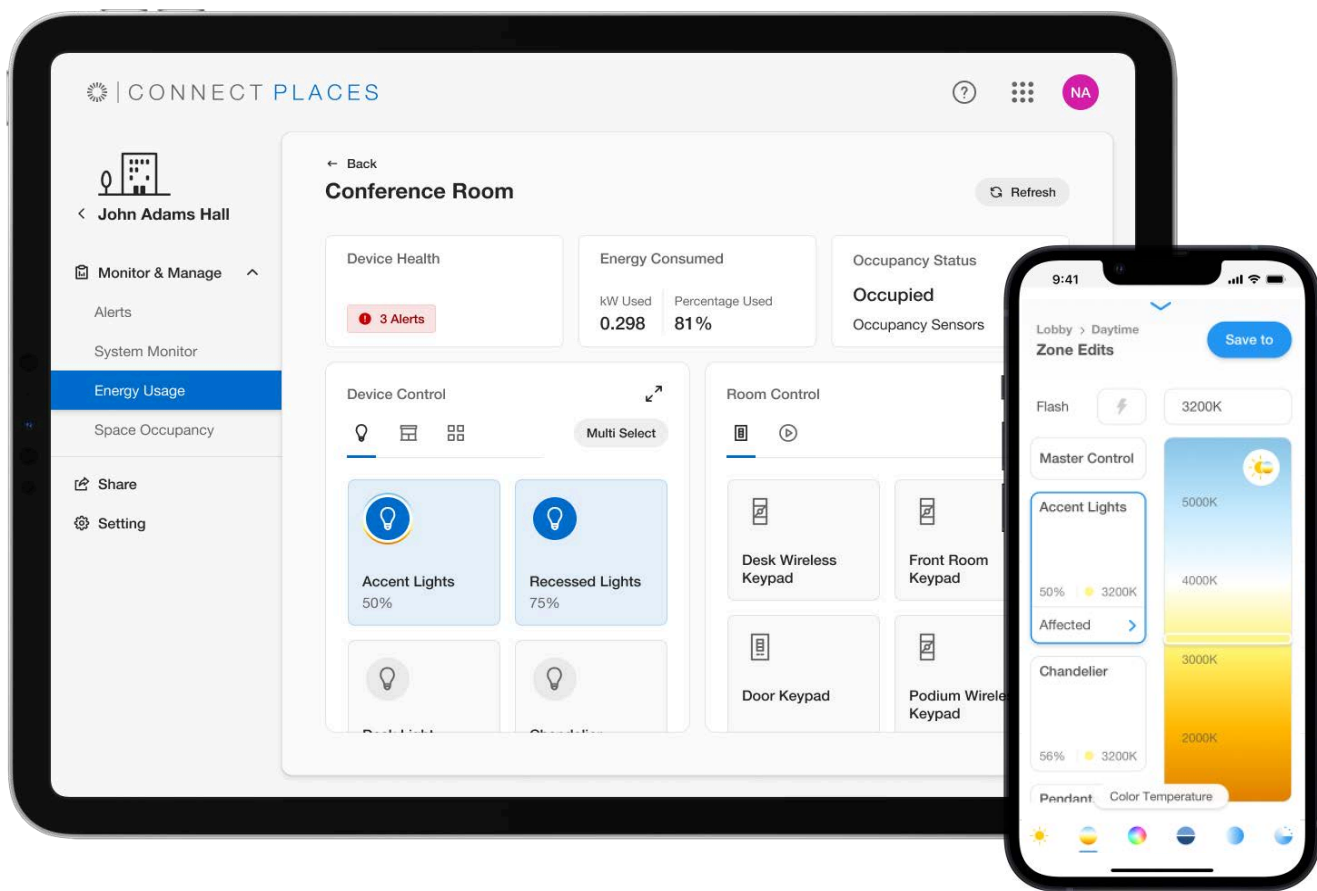 CONNECT PLACES
?
NA
John Adams Hall
Monitor & Manage
Alerts
System Monitor
Energy Usage
Space Occupancy
Share
Setting
← Back
Conference Room
Refresh
Device Health
3 Alerts
Energy Consumed
kW Used Percentage Used
0.298 81%
Occupancy Status
Occupied
Occupancy Sensors
Device Control
Multi Select
Accent Lights
50%
Recessed Lights
75%
Desk Light
Chandelier
Room Control
Desk Wireless
Keypad
Front Room
Keypad
Door Keypad
Podium Wirele
Keypad
9:41
Lobby > Daytime
Zone Edits
Save to
Flash
3200K
Master Control
Accent Lights
50% 3200K
Affected >
Chandelier
56% 3200K
Pendant
5000K
4000K
3000K
2000K
Color Temperature